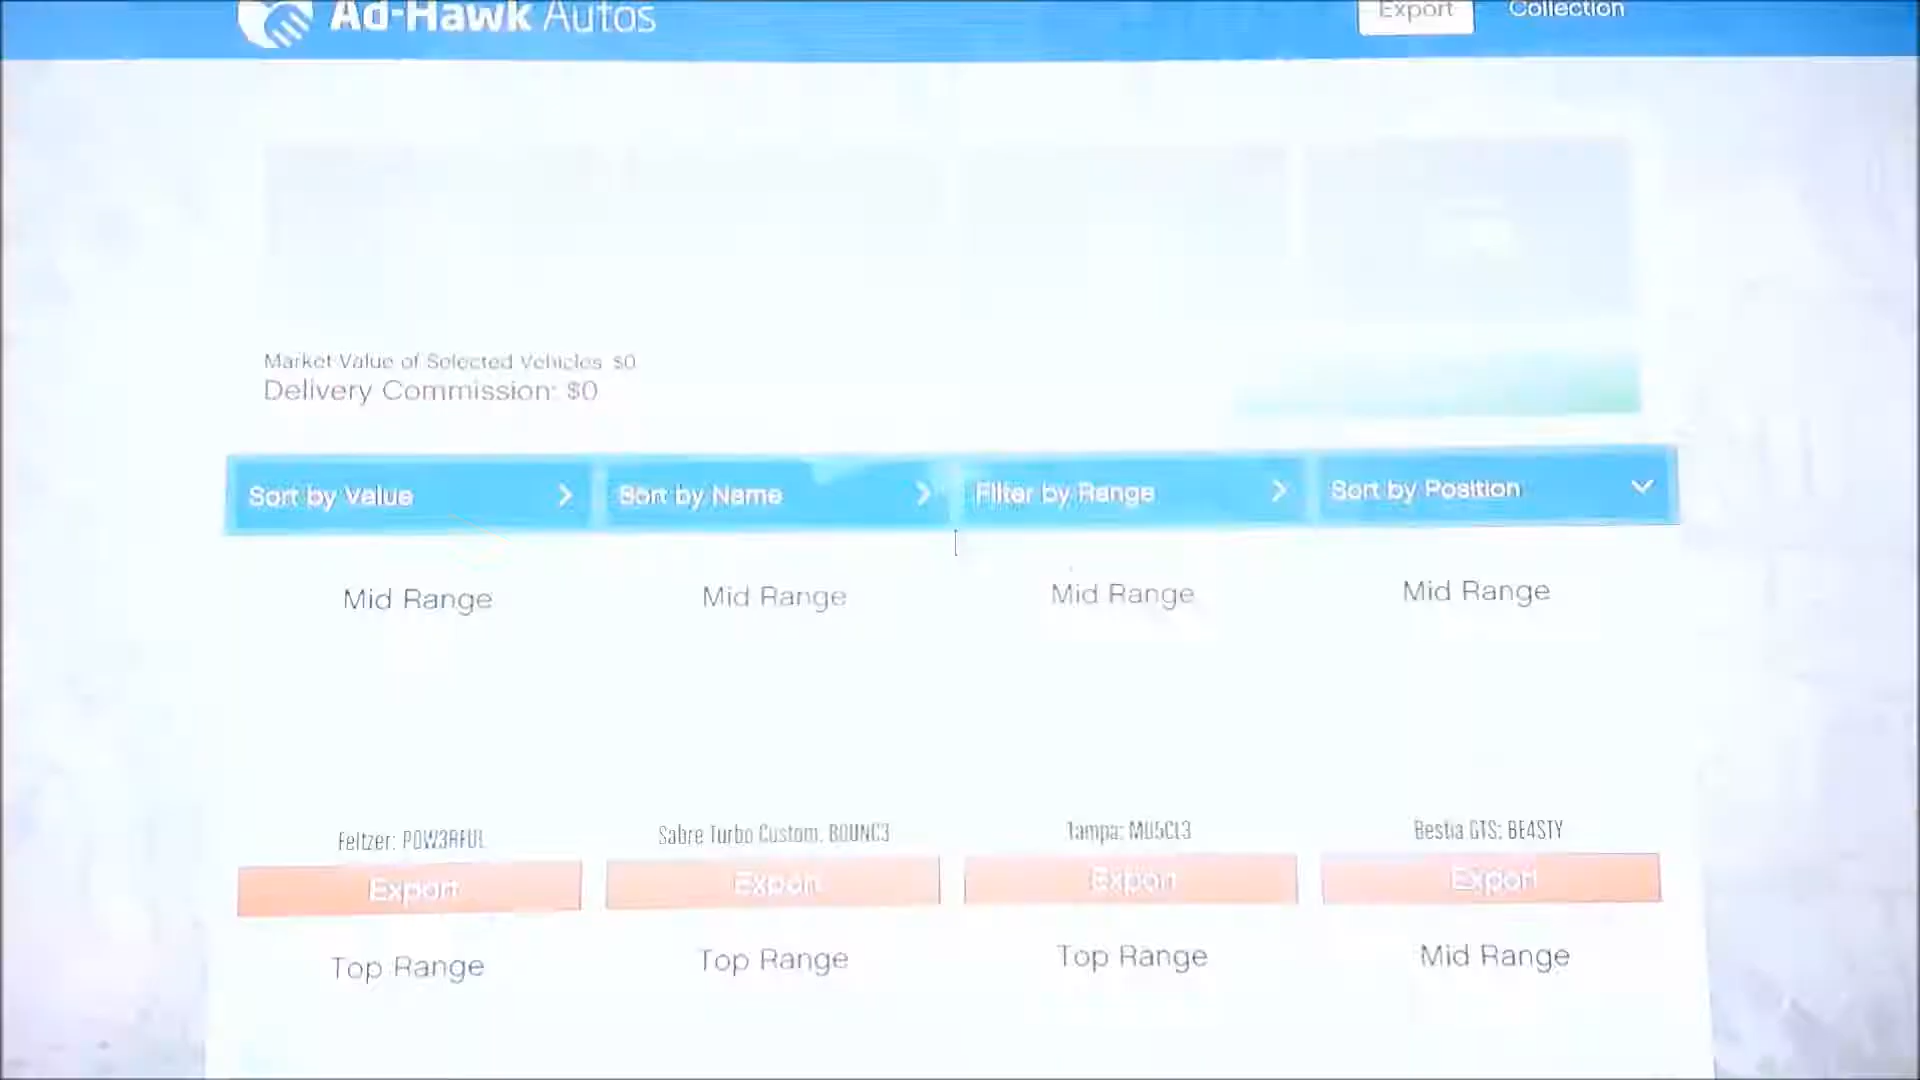 Ad-Hawk Autos
Export
Collection
Market Value of Selected Vehicles $0
Delivery Commission: $0
Sort by Value
Sort by Name
Filter by Range
Sort by Position
Mid Range
Mid Range
Mid Range
Mid Range
Feltzer: P0W3RFUL
Sabre Turbo Custom: B0UNC3
Tampa: MU5CL3
Bestia GTS: BE4STY
Export
Export
Export
Export
Top Range
Top Range
Top Range
Mid Range